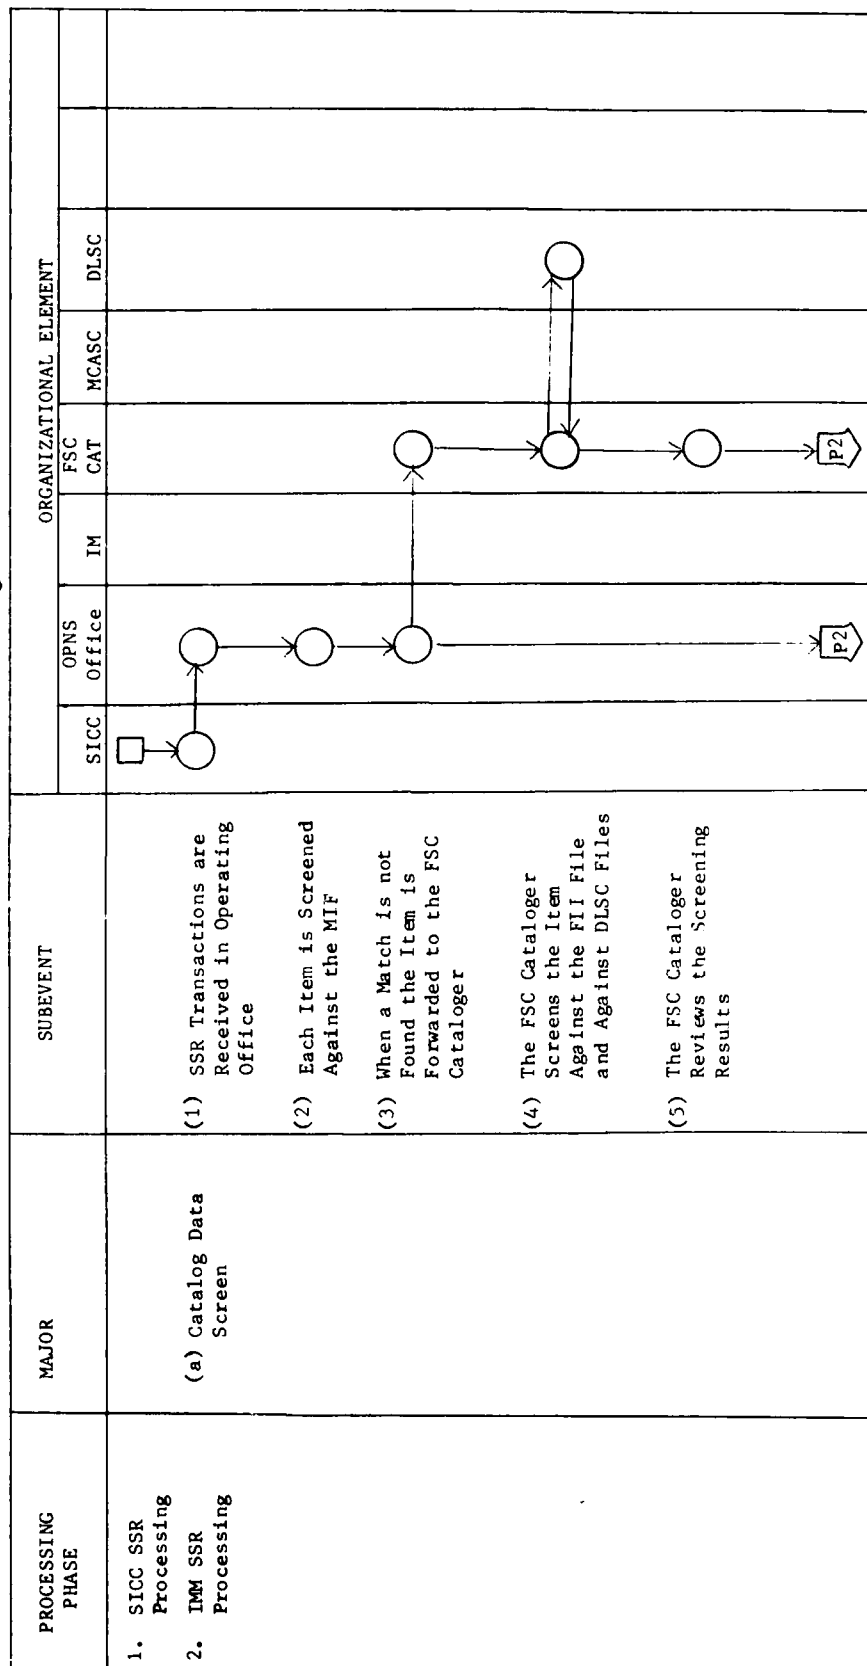 PROCESSING
PHASE
MAJOR
SUBEVENT
ORGANIZATIONAL ELEMENT
SICC
OPNS
Office
IM
FSC
CAT
MCASC
DLSC
1. SICC SSR
Processing
2. IMM SSR
Processing
(a) Catalog Data
Screen
(1) SSR Transactions are
Received in Operating
Office
(2) Each Item is Screened
Against the MIF
(3) When a Match is not
Found the Item is
Forwarded to the FSC
Cataloger
(4) The FSC Cataloger
Screens the Item
Against the FII File
and Against DLSC Files
(5) The FSC Cataloger
Reviews the Screening
Results
P2
P2